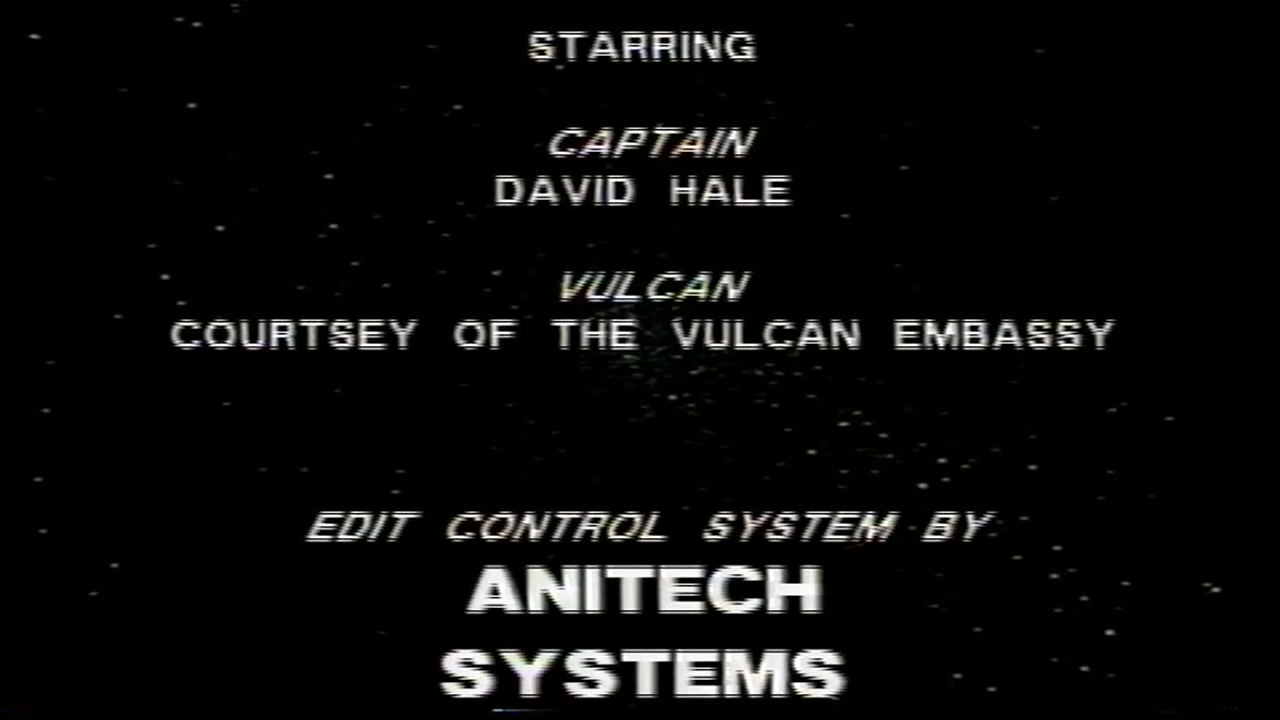 STARRING
CAPTAIN
DAVID HALE
VULCAN
COURTSEY OF THE VULCAN EMBASSY
EDIT CONTROL SYSTEM BY
ANITECH
SYSTEMS